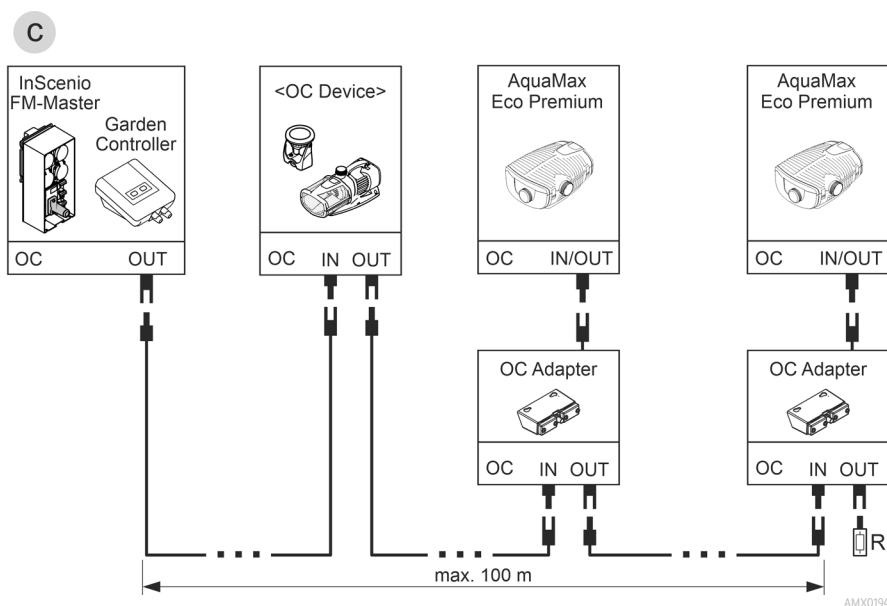 C
InScenio
FM-Master
Garden
Controller
OC OUT
<OC Device>
OC IN OUT
AquaMax
Eco Premium
OC IN/OUT
AquaMax
Eco Premium
OC IN/OUT
OC Adapter
OC IN OUT
OC Adapter
OC IN OUT
R
max. 100 m
AMX0194